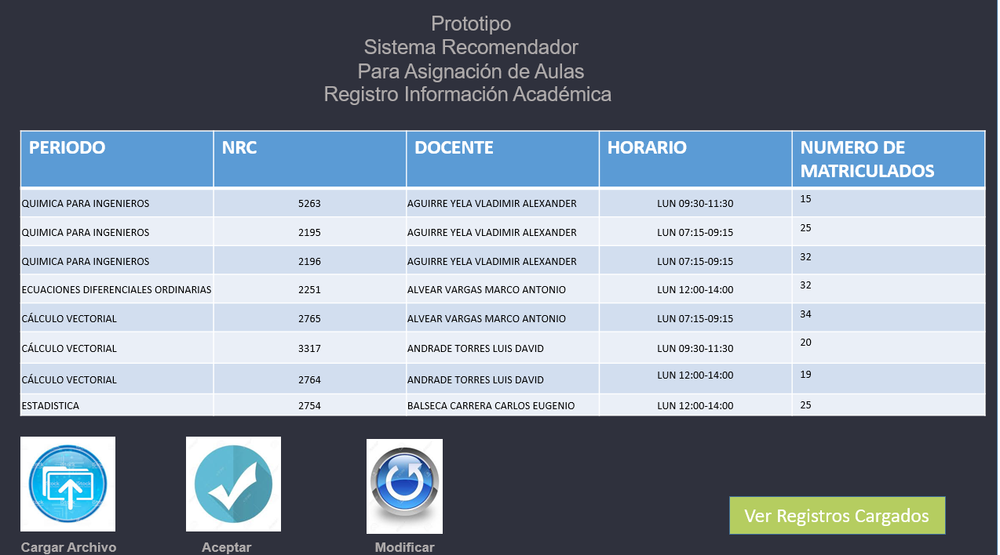 Prototipo
Sistema Recomendador
Para Asignación de Aulas
Registro Información Académica
PERIODO NRC DOCENTE HORARIO NUMERO DE
MATRICULADOS
QUIMICA PARA INGENIEROS 5263 AGUIRRE YELA VLADIMIR ALEXANDER LUN 09:30-11:30 15
QUIMICA PARA INGENIEROS 2195 AGUIRRE YELA VLADIMIR ALEXANDER LUN 07:15-09:15 25
QUIMICA PARA INGENIEROS 2196 AGUIRRE YELA VLADIMIR ALEXANDER LUN 07:15-09:15 32
ECUACIONES DIFERENCIALES ORDINARIAS 2251 ALVEAR VARGAS MARCO ANTONIO LUN 12:00-14:00 32
CÁLCULO VECTORIAL 2765 ALVEAR VARGAS MARCO ANTONIO LUN 07:15-09:15 34
CÁLCULO VECTORIAL 3317 ANDRADE TORRES LUIS DAVID LUN 09:30-11:30 20
CÁLCULO VECTORIAL 2764 ANDRADE TORRES LUIS DAVID LUN 12:00-14:00 19
ESTADISTICA 2754 BALSECA CARRERA CARLOS EUGENIO LUN 12:00-14:00 25
Ver Registros Cargados
Cargar Archivo Aceptar Modificar